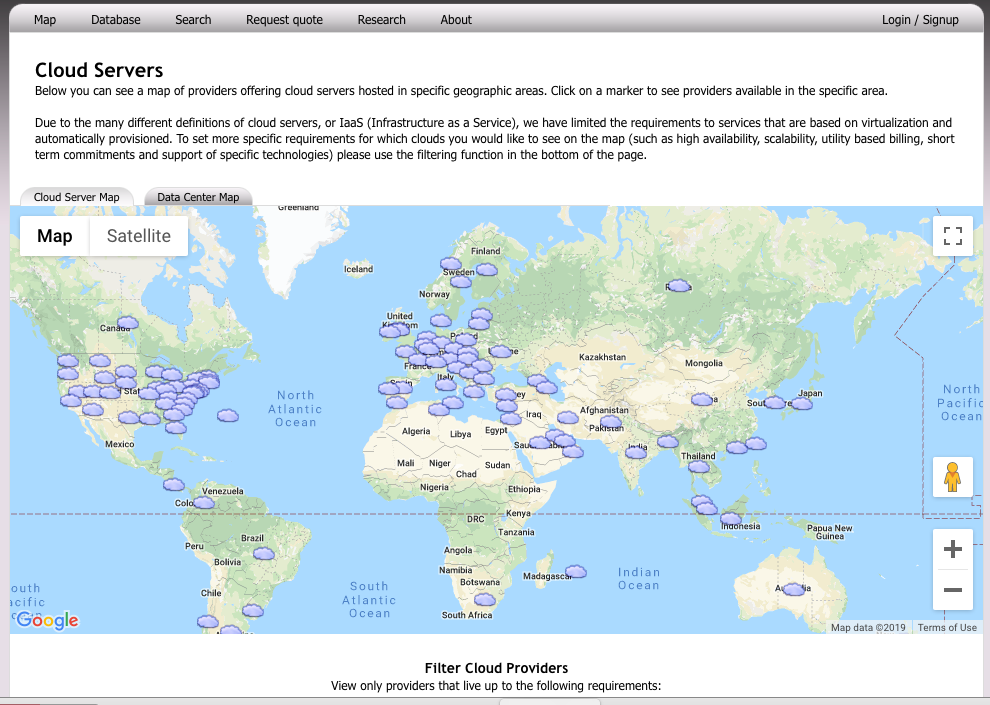 Map Database Search Request quote Research About Login / Signup
Cloud Servers
Below you can see a map of providers offering cloud servers hosted in specific geographic areas. Click on a marker to see providers available in the specific area.
Due to the many different definitions of cloud servers, or IaaS (Infrastructure as a Service), we have limited the requirements to services that are based on virtualization and
automatically provisioned. To set more specific requirements for which clouds you would like to see on the map (such as high availability, scalability, utility based billing, short
term commitments and support of specific technologies) please use the filtering function in the bottom of the page.
Cloud Server Map Data Center Map
Map Satellite
Greenland
Iceland
Finland
Sweden
Norway
United
Kingdom
Canada
France
Italy
Kazakhstan
Mongolia
Japan
North
Atlantic
Ocean
North
Pacific
Ocean
Iraq
Afghanistan
Pakistan
Algeria
Libya
Egypt
Mexico
Mali
Niger
Chad
Sudan
Thailand
Nigeria
Ethiopia
Venezuela
DRC
Kenya
Tanzania
Indonesia
Papua New
Guinea
Peru
Brazil
Bolivia
Angola
Namibia
Botswana
Madagascar
Indian
Ocean
Chile
South
Atlantic
Ocean
South Africa
Google
Map data ©2019 Terms of Use
Filter Cloud Providers
View only providers that live up to the following requirements: